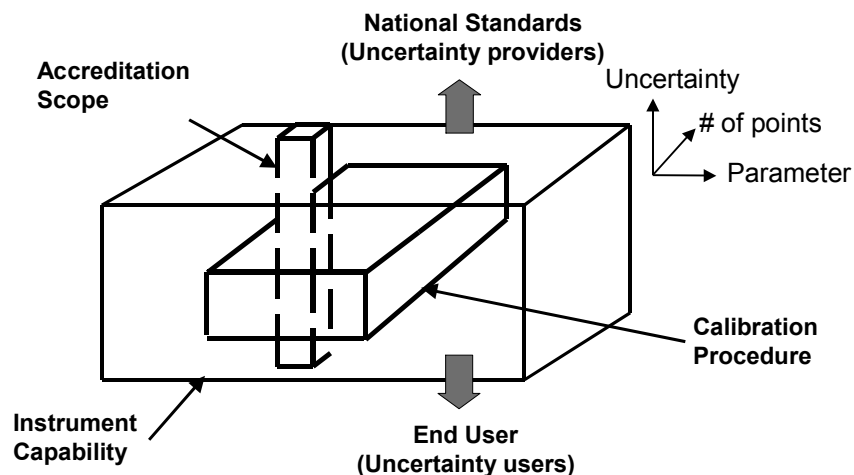 National Standards
(Uncertainty providers)
Accreditation
Scope
Uncertainty
# of points
Parameter
Calibration
Procedure
Instrument
Capability
End User
(Uncertainty users)